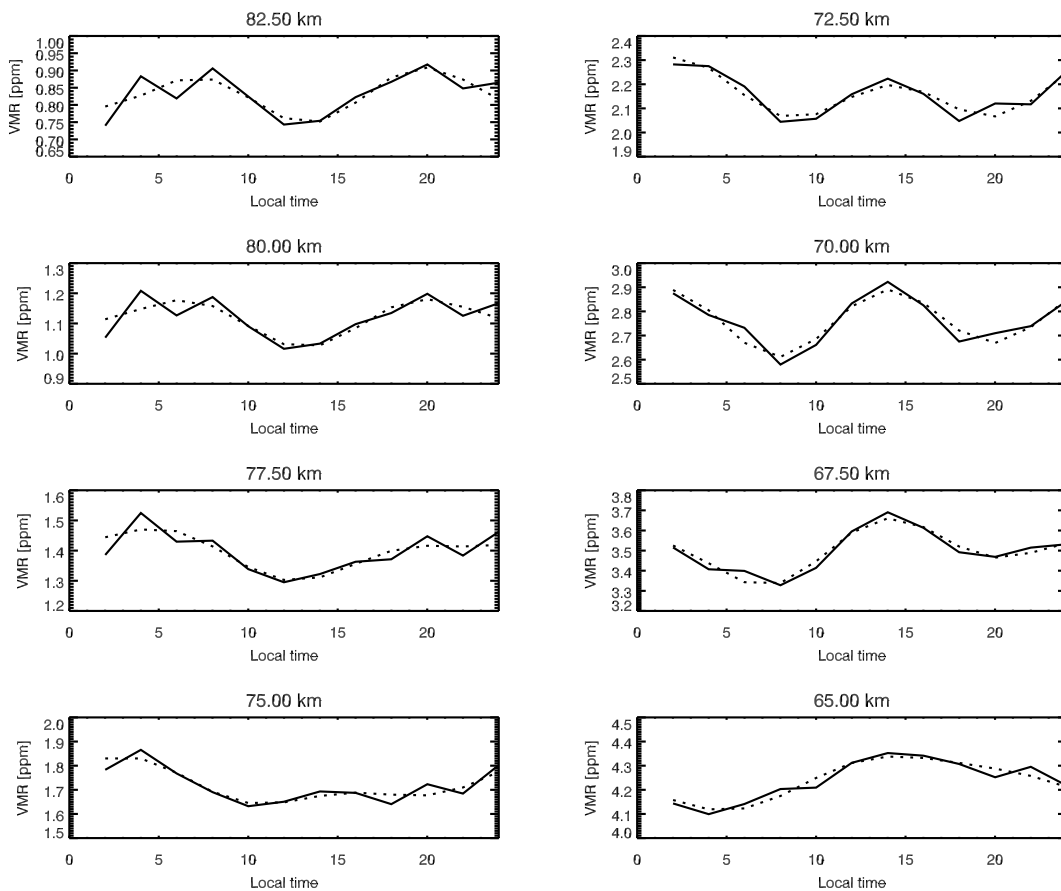 82.50 km
VMR [ppm]
1.00
0.95
0.90
0.85
0.80
0.75
0.70
0.65
0 5 10 15 20
Local time
72.50 km
VMR [ppm]
2.4
2.3
2.2
2.1
2.0
1.9
0 5 10 15 20
Local time
80.00 km
VMR [ppm]
1.3
1.2
1.1
1.0
0.9
0 5 10 15 20
Local time
70.00 km
VMR [ppm]
3.0
2.9
2.8
2.7
2.6
2.5
0 5 10 15 20
Local time
77.50 km
VMR [ppm]
1.6
1.5
1.4
1.3
1.2
0 5 10 15 20
Local time
67.50 km
VMR [ppm]
3.8
3.7
3.6
3.5
3.4
3.3
3.2
0 5 10 15 20
Local time
75.00 km
VMR [ppm]
2.0
1.9
1.8
1.7
1.6
1.5
0 5 10 15 20
Local time
65.00 km
VMR [ppm]
4.5
4.4
4.3
4.2
4.1
4.0
0 5 10 15 20
Local time